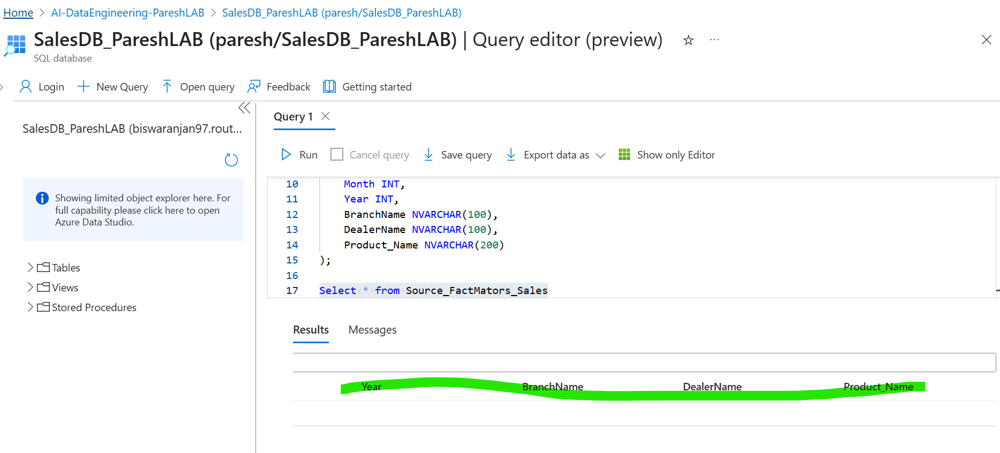 Home > AI-DataEngineering-PareshLAB > SalesDB_PareshLAB (paresh/SalesDB_PareshLAB)
SalesDB_PareshLAB (paresh/SalesDB_PareshLAB) | Query editor (preview)
SQL database
Login New Query Open query Feedback Getting started
SalesDB_PareshLAB (biswaranjan97.rout...
Showing limited object explorer here. For
full capability please click here to open
Azure Data Studio.
Tables
Views
Stored Procedures
Query 1
Run Cancel query Save query Export data as Show only Editor
10 Month INT,
11 Year INT,
12 BranchName NVARCHAR(100),
13 DealerName NVARCHAR(100),
14 Product_Name NVARCHAR(200)
15 );
16
17 Select * from Source_FactMators_Sales
Results Messages
Year BranchName DealerName Product_Name